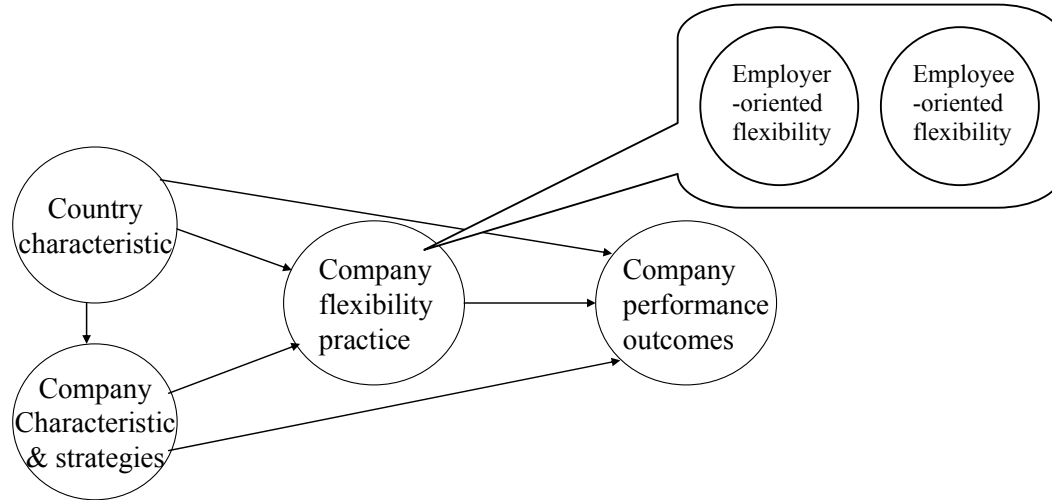 Employer
-oriented
flexibility
Employee
-oriented
flexibility
Country
characteristic
Company
flexibility
practice
Company
performance
outcomes
Company
Characteristic
& strategies